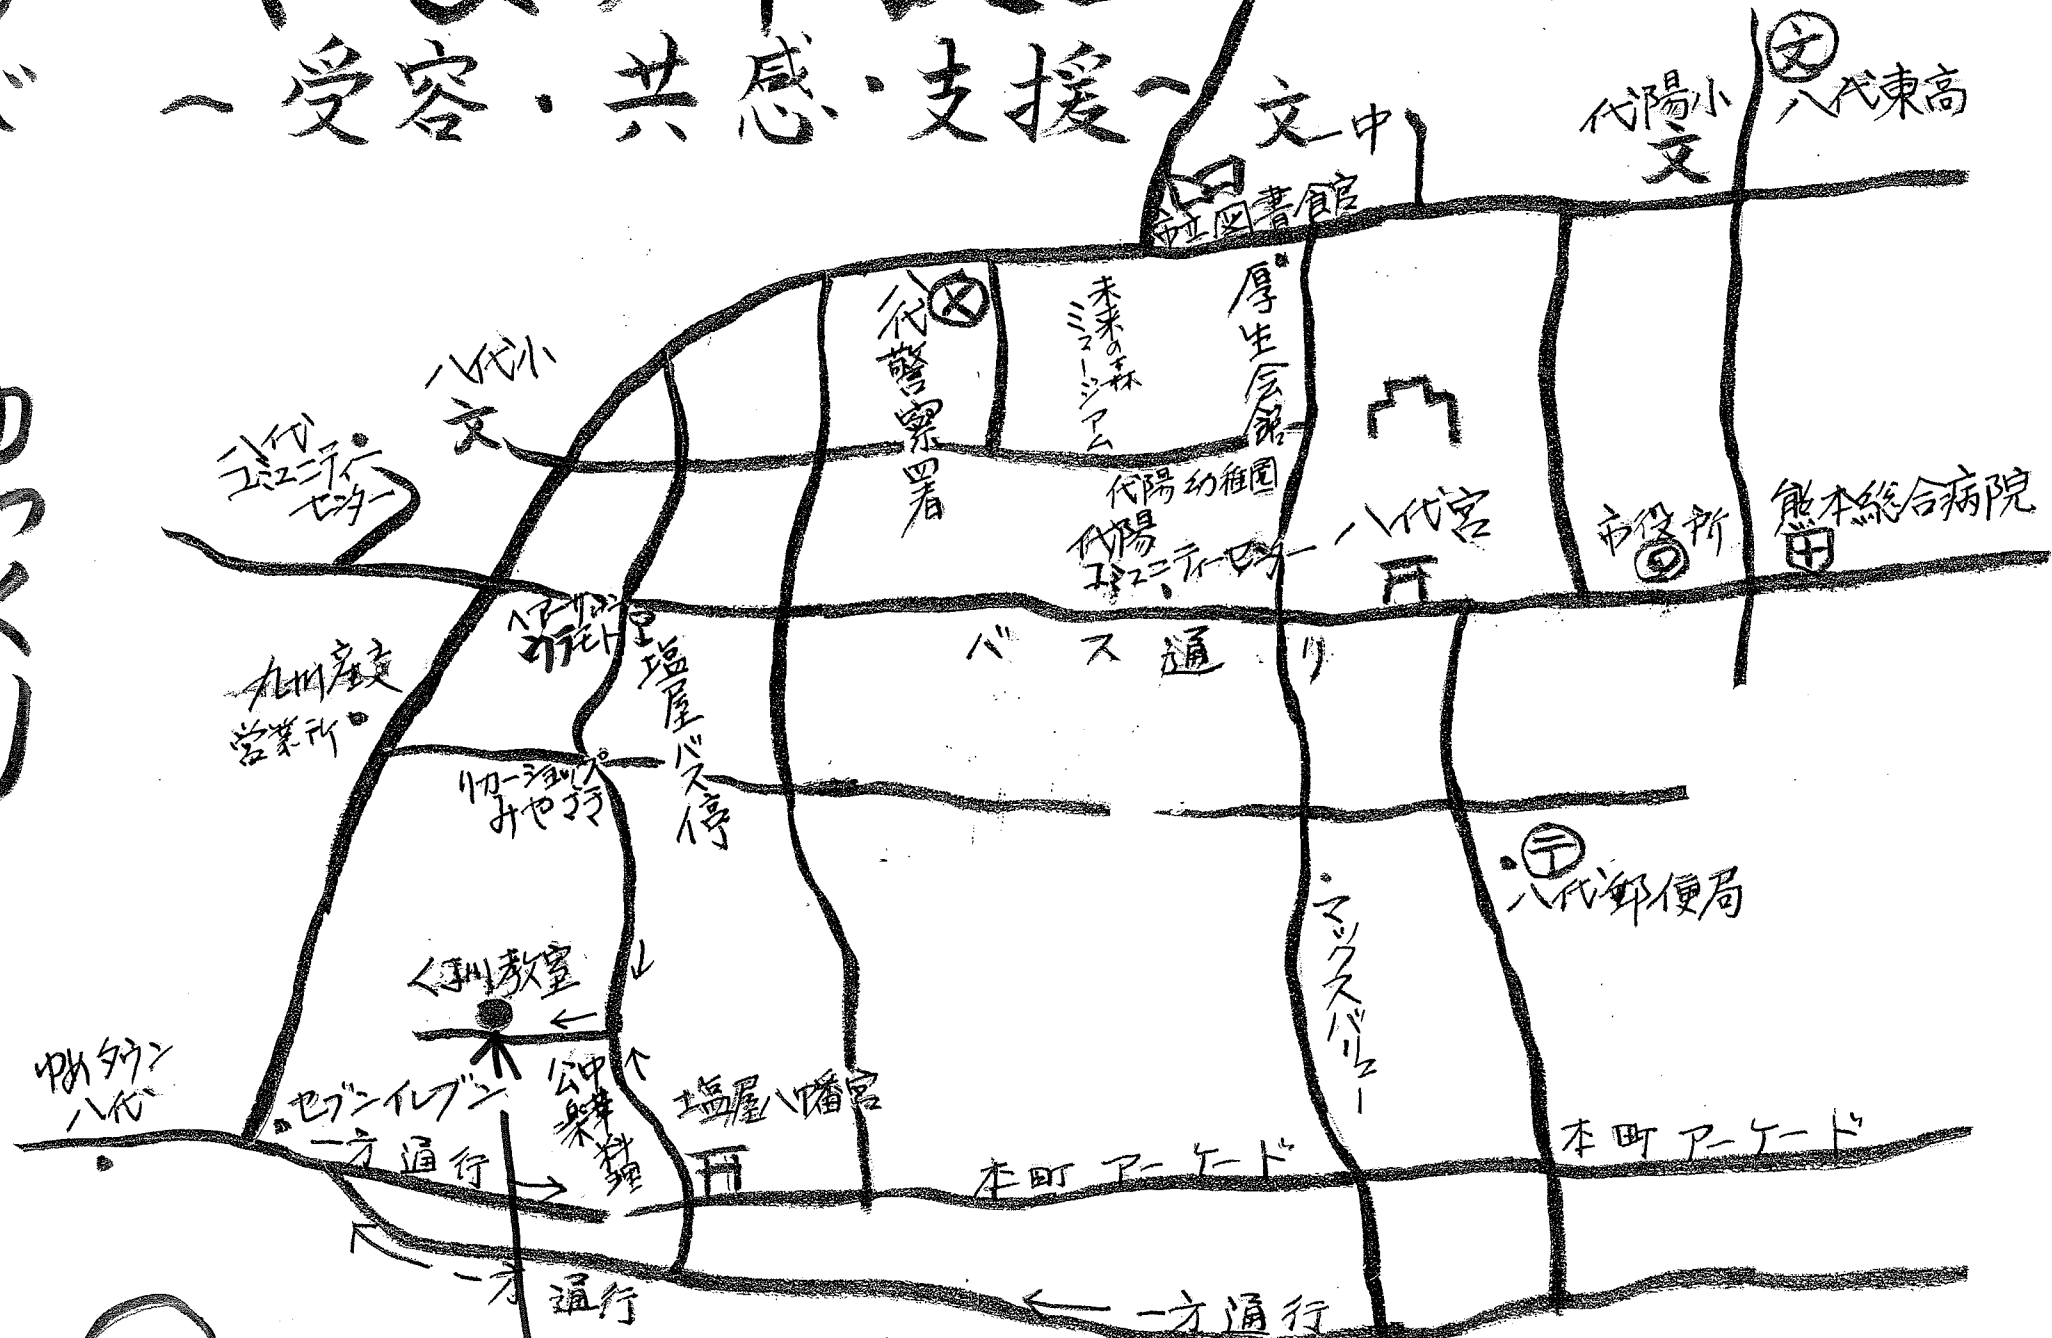 ～受容・共感・支援～
文一中
代陽小
文
文
八代東高
市立図書館
八代警察署
未来の森
ミュージアム
厚生会館
八代小
文
八代
コミュニティー
センター
代陽幼稚園
代陽
コミュニティーセンター
八代宮
市役所
熊本総合病院
九州産交
営業所
塩屋バス停
バス通り
リカーショップ
〒
八代郵便局
マックスバリュー
くま川教室
ゆめタウン
八代
セブンイレブン
一方通行
中華料理
塩屋八幡宮
本町アーケード
本町アーケード
一方通行
一方通行